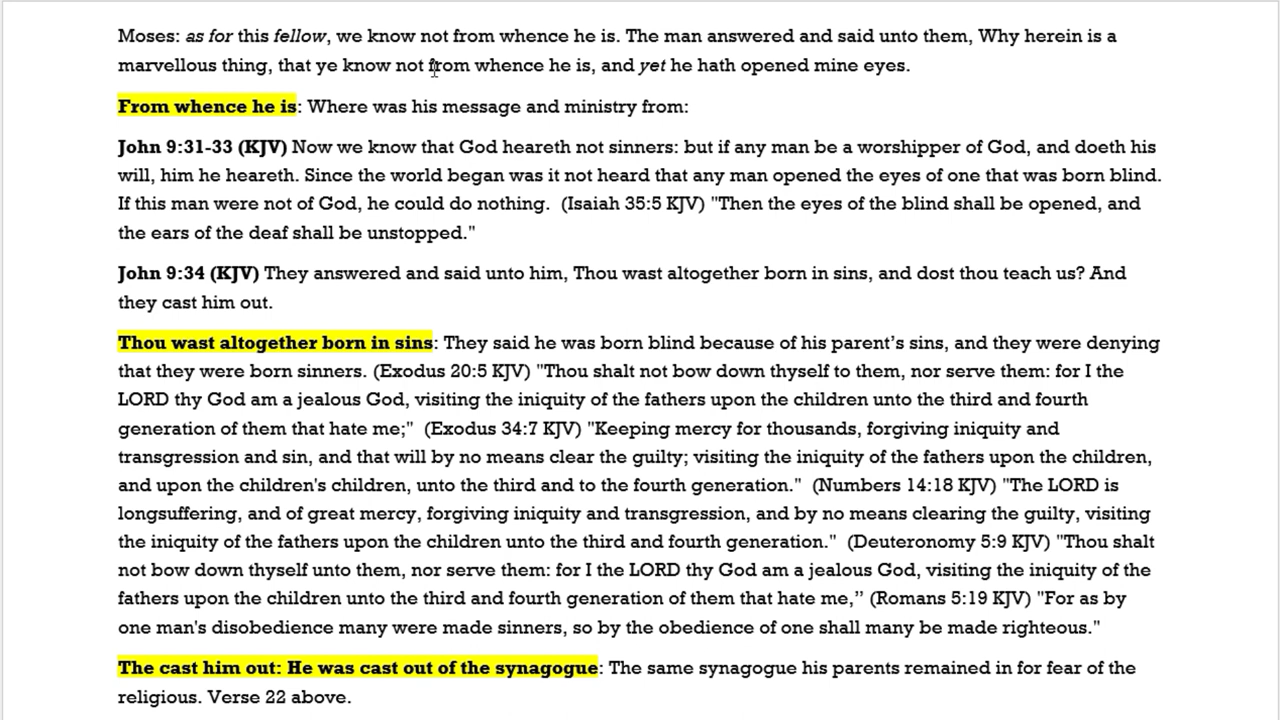 Moses: as for this fellow, we know not from whence he is. The man answered and said unto them, Why herein is a
marvellous thing, that ye know not from whence he is, and yet he hath opened mine eyes.
From whence he is: Where was his message and ministry from:
John 9:31-33 (KJV) Now we know that God heareth not sinners: but if any man be a worshipper of God, and doeth his
will, him he heareth. Since the world began was it not heard that any man opened the eyes of one that was born blind.
If this man were not of God, he could do nothing.  (Isaiah 35:5 KJV) "Then the eyes of the blind shall be opened, and
the ears of the deaf shall be unstopped."
John 9:34 (KJV) They answered and said unto him, Thou wast altogether born in sins, and dost thou teach us? And
they cast him out.
Thou wast altogether born in sins: They said he was born blind because of his parent’s sins, and they were denying
that they were born sinners. (Exodus 20:5 KJV) "Thou shalt not bow down thyself to them, nor serve them: for I the
LORD thy God am a jealous God, visiting the iniquity of the fathers upon the children unto the third and fourth
generation of them that hate me;"  (Exodus 34:7 KJV) "Keeping mercy for thousands, forgiving iniquity and
transgression and sin, and that will by no means clear the guilty; visiting the iniquity of the fathers upon the children,
and upon the children's children, unto the third and to the fourth generation."  (Numbers 14:18 KJV) "The LORD is
longsuffering, and of great mercy, forgiving iniquity and transgression, and by no means clearing the guilty, visiting
the iniquity of the fathers upon the children unto the third and fourth generation."  (Deuteronomy 5:9 KJV) "Thou shalt
not bow down thyself unto them, nor serve them: for I the LORD thy God am a jealous God, visiting the iniquity of the
fathers upon the children unto the third and fourth generation of them that hate me,” (Romans 5:19 KJV) "For as by
one man's disobedience many were made sinners, so by the obedience of one shall many be made righteous."
The cast him out: He was cast out of the synagogue: The same synagogue his parents remained in for fear of the
religious. Verse 22 above.